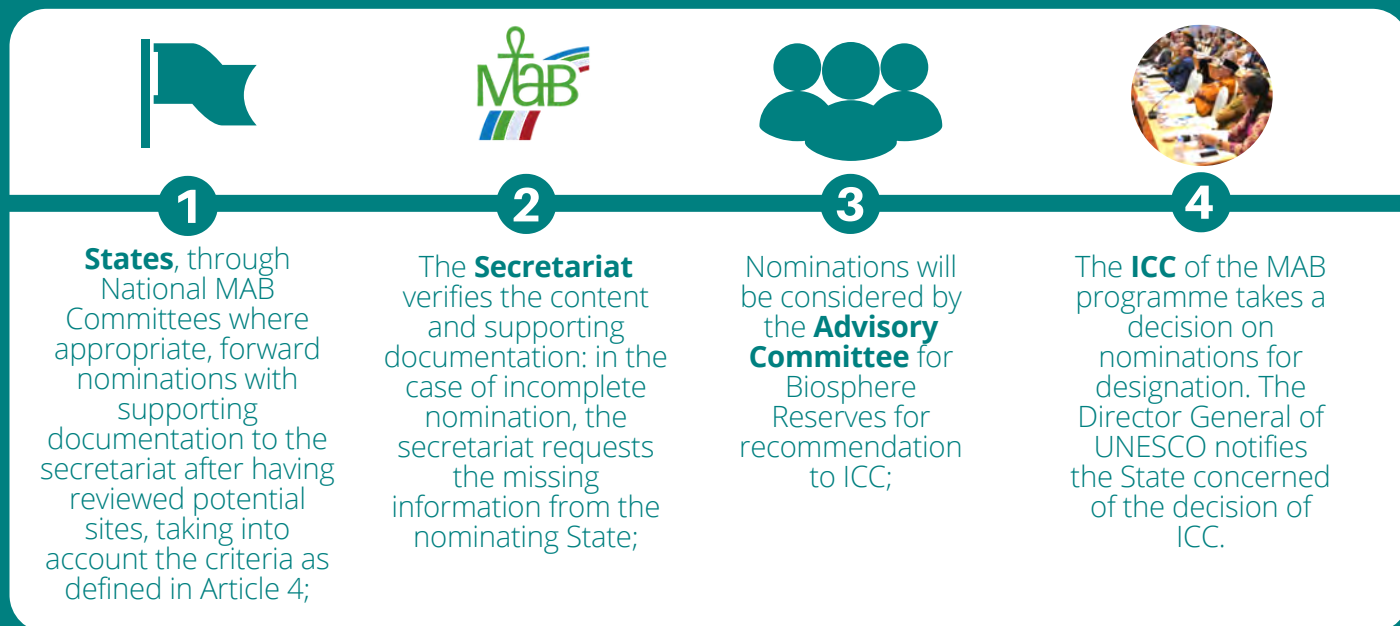 MaB
1
States, through
National MAB
Committees where
appropriate, forward
nominations with
supporting
documentation to the
secretariat after having
reviewed potential
sites, taking into
account the criteria as
defined in Article 4;
2
The Secretariat
verifies the content
and supporting
documentation: in the
case of incomplete
nomination, the
secretariat requests
the missing
information from the
nominating State;
3
Nominations will
be considered by
the Advisory
Committee for
Biosphere
Reserves for
recommendation
to ICC;
4
The ICC of the MAB
programme takes a
decision on
nominations for
designation. The
Director General of
UNESCO notifies
the State concerned
of the decision of
ICC.